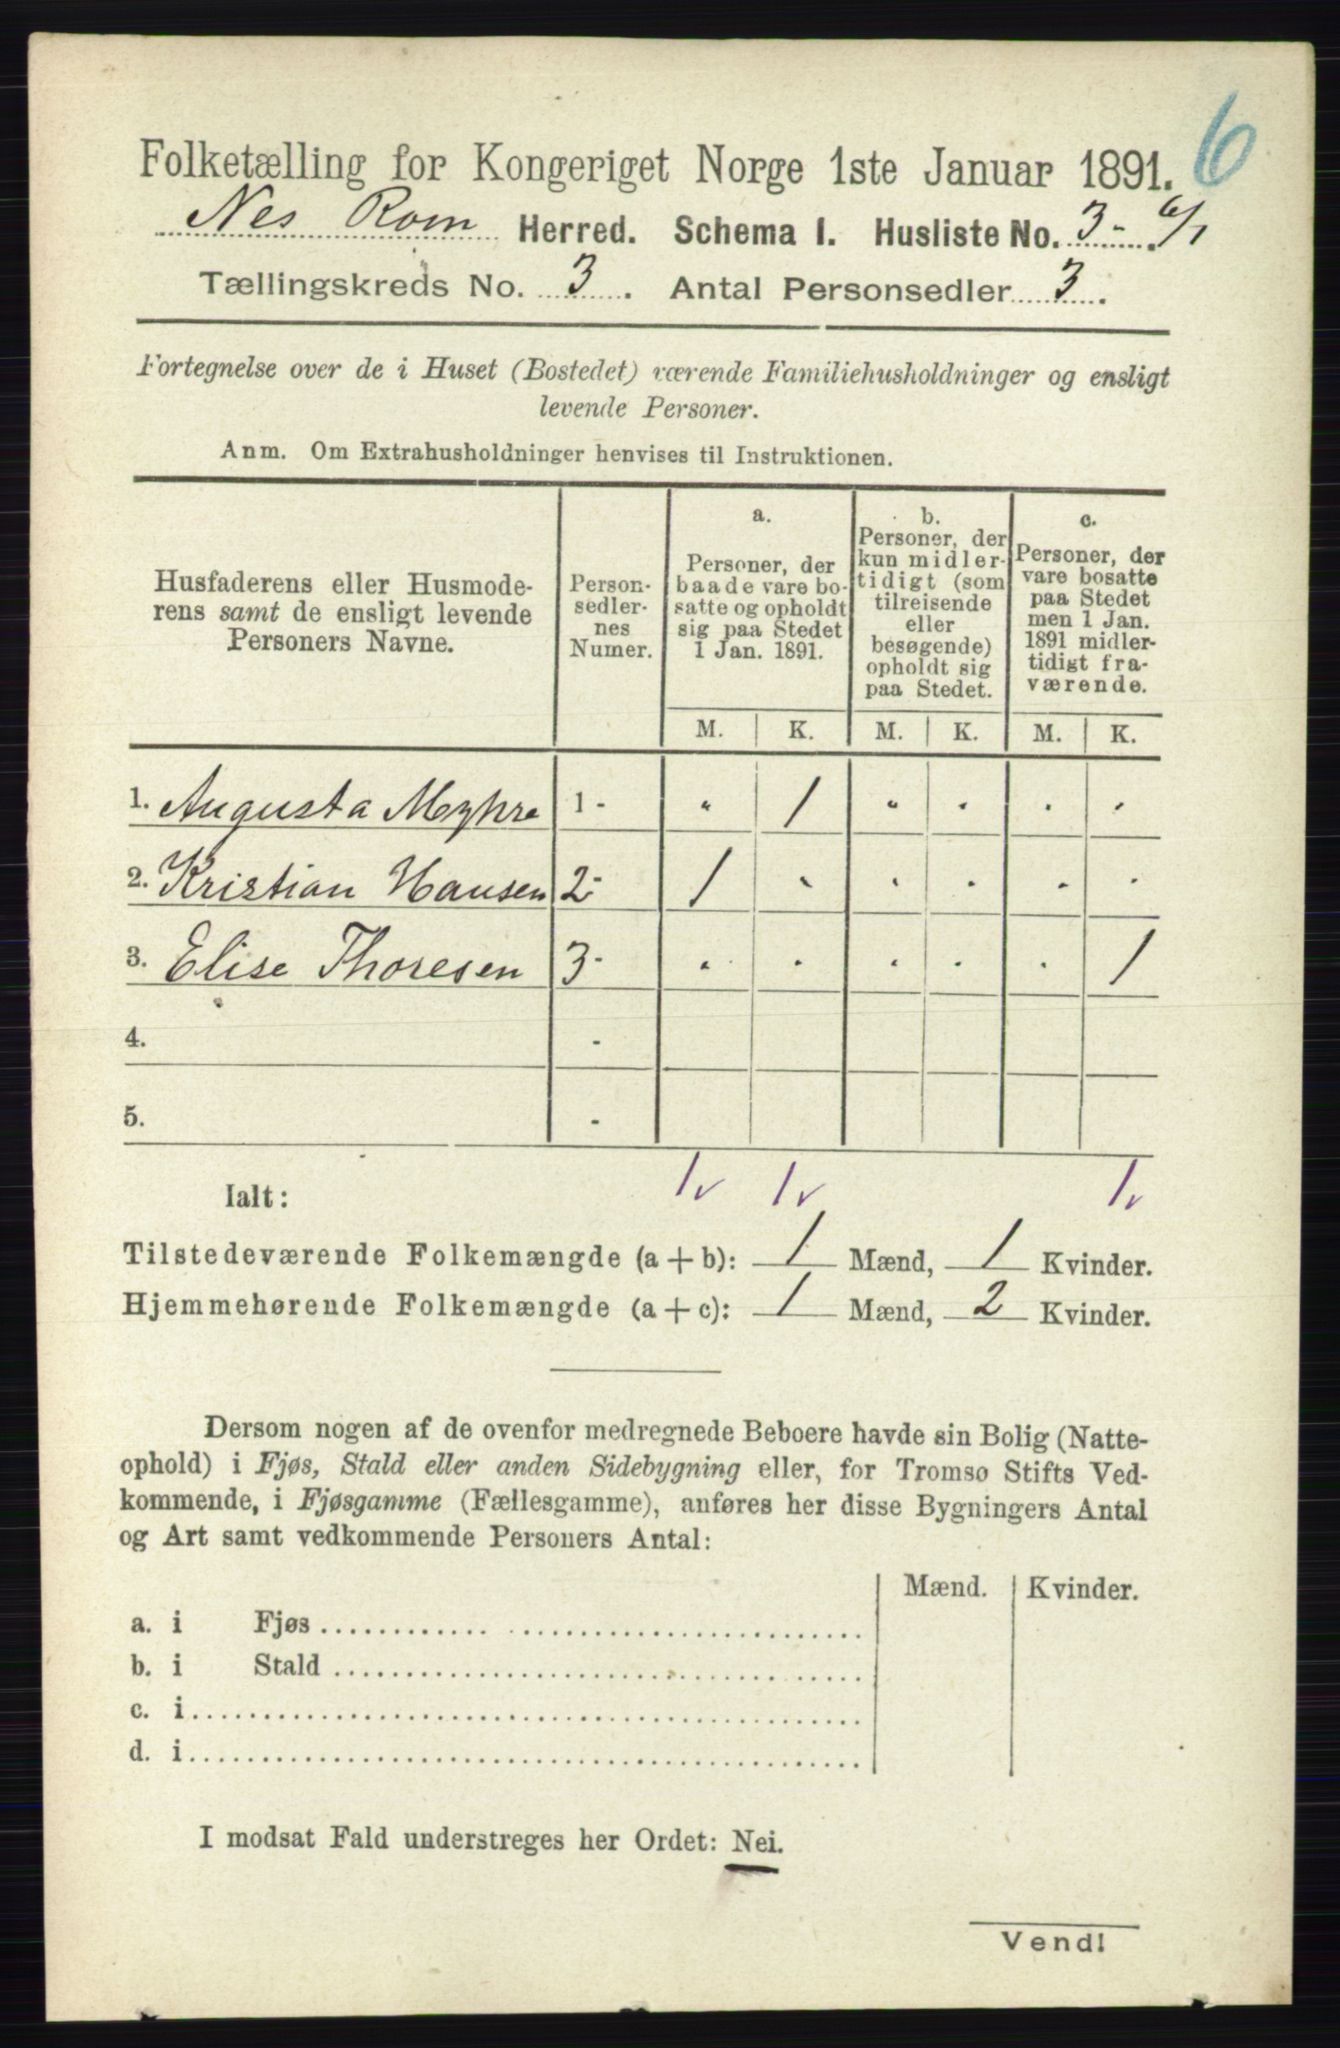 6
Folketælling for Kongeriget Norge 1ste Januar 1891.
Nes Rom Herred. Schema I. Husliste No. 3- 6/1
Tællingskreds No. 3. Antal Personsedler 3.
Fortegnelse over de i Huset (Bostedet) værende Familiehusholdninger og ensligt
levende Personer.
Anm. Om Extrahusholdninger henvises til Instruktionen.
Husfaderens eller Husmode-
rens samt de ensligt levende
Personers Navne.
Person-
sedler-
nes
Numer.
a.
Personer, der
baade vare bo-
satte og opholdt
sig paa Stedet
1 Jan. 1891.
b.
Personer, der
kun midler-
tidigt (som
tilreisende
eller
besøgende)
opholdt sig
paa Stedet.
c.
Personer, der
vare bosatte
paa Stedet
men 1 Jan.
1891 midler-
tidigt fra-
værende.
M. K. M. K. M. K.
1. Augusta Myhre 1 - " 1 " . . .
2. Kristian Hansen 2 - 1 " . . . .
3. Elise Thoresen 3 - . . . . . 1
4. -
5. -
Ialt: 1v 1v 1v
Tilstedeværende Folkemængde (a + b): 1 Mænd, 1 Kvinder.
Hjemmehørende Folkemængde (a + c): 1 Mænd, 2 Kvinder.
Dersom nogen af de ovenfor medregnede Beboere havde sin Bolig (Natte-
ophold) i Fjøs, Stald eller anden Sidebygning eller, for Tromsø Stifts Ved-
kommende, i Fjøsgamme (Fællesgamme), anføres her disse Bygningers Antal
og Art samt vedkommende Personers Antal:
Mænd. Kvinder.
a. i Fjøs
b. i Stald
c. i
d. i
I modsat Fald understreges her Ordet: Nei.
Vend!